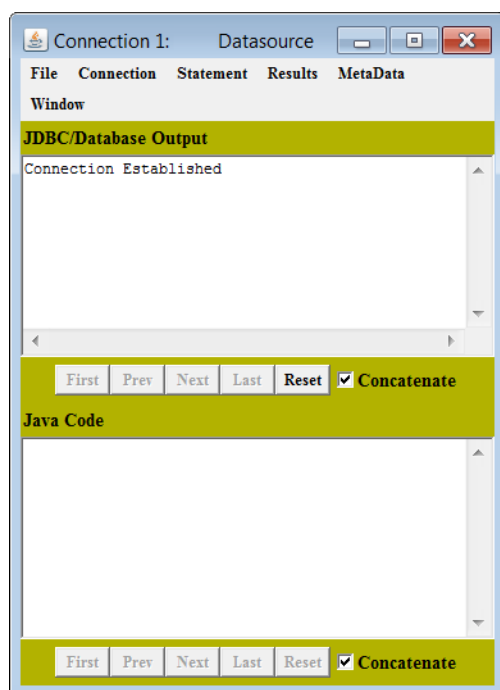 Connection 1: Datasource
File Connection Statement Results MetaData
Window
JDBC/Database Output
Connection Established
First Prev Next Last Reset Concatenate
Java Code
First Prev Next Last Reset Concatenate